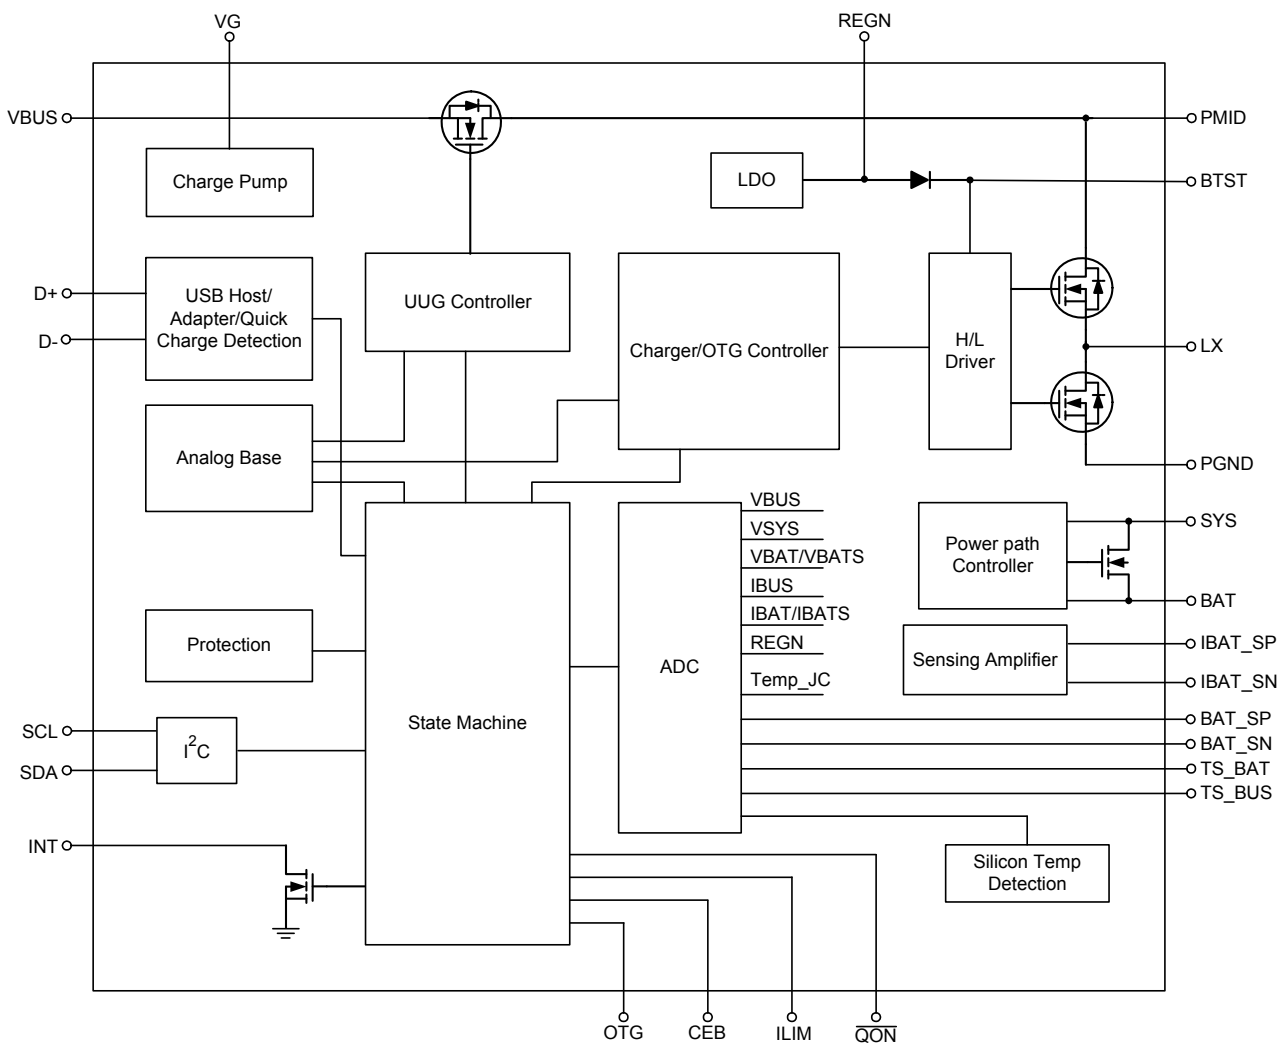 VG
REGN
VBUS
PMID
Charge Pump
LDO
BTST
D+
D-
USB Host/
Adapter/Quick
Charge Detection
UUG Controller
Charger/OTG Controller
H/L
Driver
LX
Analog Base
PGND
State Machine
ADC
VBUS
VSYS
VBAT/VBATS
IBUS
IBAT/IBATS
REGN
Temp_JC
Power path
Controller
SYS
BAT
Sensing Amplifier
IBAT_SP
IBAT_SN
Protection
BAT_SP
BAT_SN
TS_BAT
TS_BUS
SCL
SDA
I2C
INT
Silicon Temp
Detection
OTG
CEB
ILIM
QON